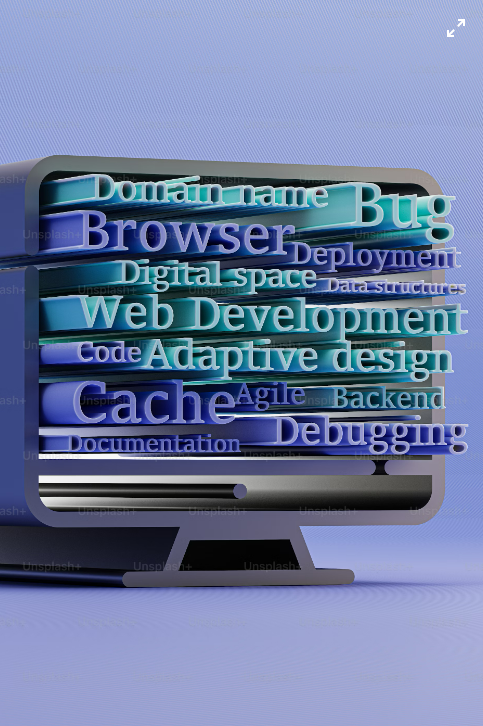 Domain name Bug
Browser
Deployment
Digital space Data structures
Web Development
Code Adaptive design
Cache Agile Backend
Documentation Debugging
Unsplash+